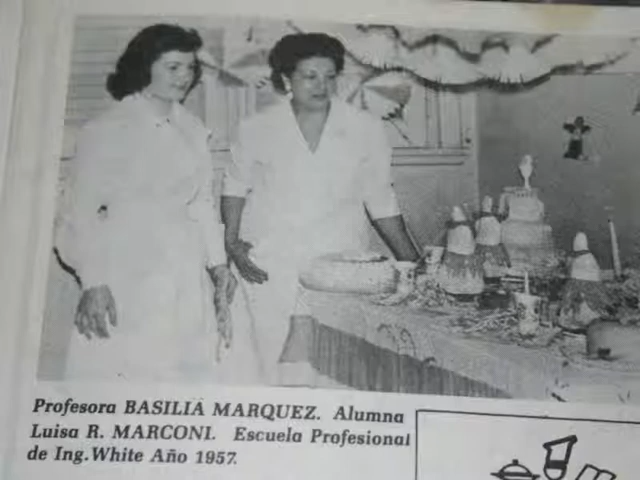 Profesora BASILIA MARQUEZ. Alumna
Luisa R. MARCONI. Escuela Profesional
de Ing. White Año 1957.